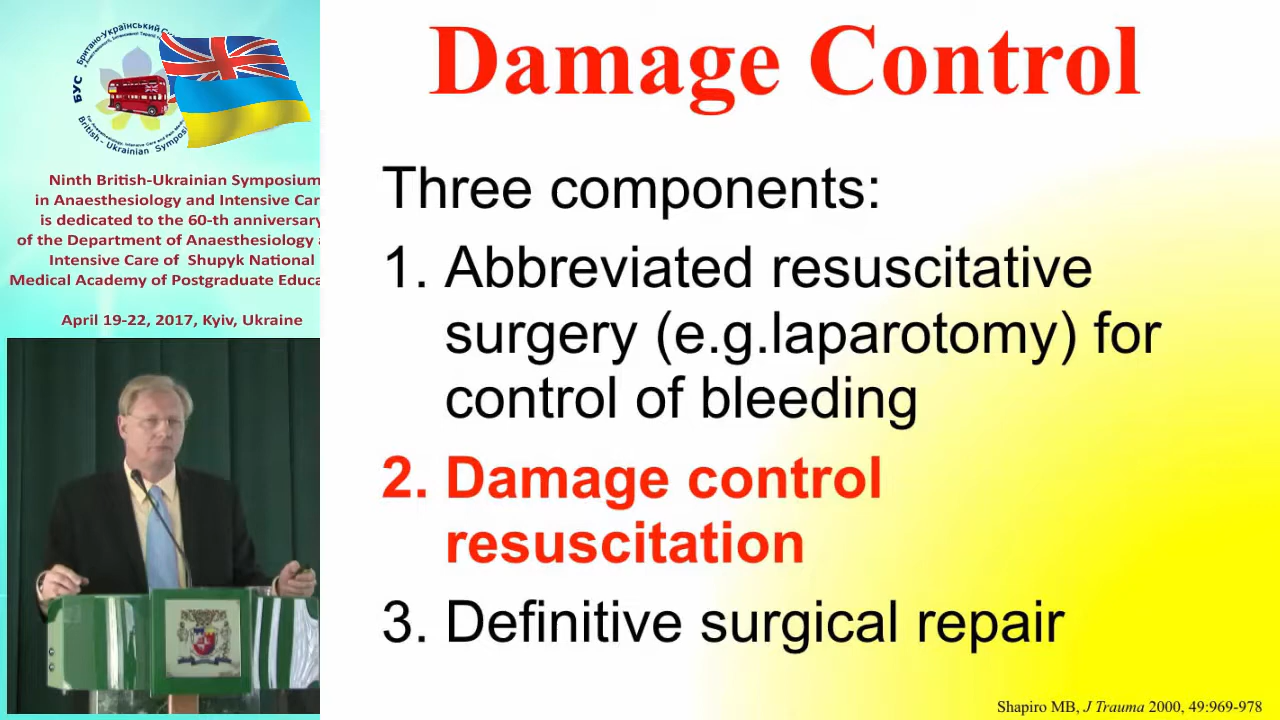 Британо-Український
БУС
British - Ukrainian Symposi
Ninth British-Ukrainian Symposium
in Anaesthesiology and Intensive Car
is dedicated to the 60-th anniversary
of the Department of Anaesthesiology
Intensive Care of Shupyk National
Medical Academy of Postgraduate Educa
April 19-22, 2017, Kyiv, Ukraine
Damage Control
Three components:
1. Abbreviated resuscitative
surgery (e.g.laparotomy) for
control of bleeding
2. Damage control
resuscitation
3. Definitive surgical repair
Shapiro MB, J Trauma 2000, 49:969-978